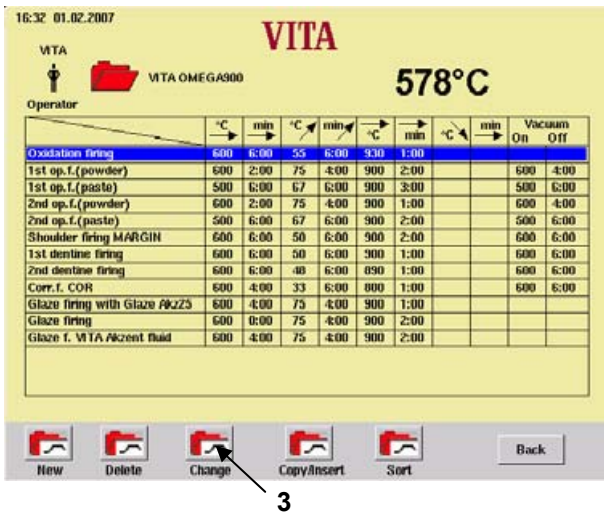 16:32 01.02.2007
VITA
VITA
VITA OMEGA900
578°C
Operator
°C min °C min °C min °C min Vacuum
On Off
Oxidation firing 600 6:00 55 6:00 930 1:00
1st op.f.(powder) 600 2:00 75 4:00 900 2:00 600 4:00
1st op.f.(paste) 500 6:00 67 6:00 900 3:00 500 6:00
2nd op.f.(powder) 600 2:00 75 4:00 900 1:00 600 4:00
2nd op.f.(paste) 500 6:00 67 6:00 900 2:00 500 6:00
Shoulder firing MARGIN 600 6:00 50 6:00 900 2:00 600 6:00
1st dentine firing 600 6:00 50 6:00 900 1:00 600 6:00
2nd dentine firing 600 6:00 48 6:00 890 1:00 600 6:00
Corr.f. COR 600 4:00 33 6:00 800 1:00 600 6:00
Glaze firing with Glaze Akz25 600 4:00 75 4:00 900 1:00
Glaze firing 600 0:00 75 4:00 900 2:00
Glaze f. VITA Akzent fluid 600 4:00 75 4:00 900 2:00
New Delete Change Copy/Insert Sort Back
3